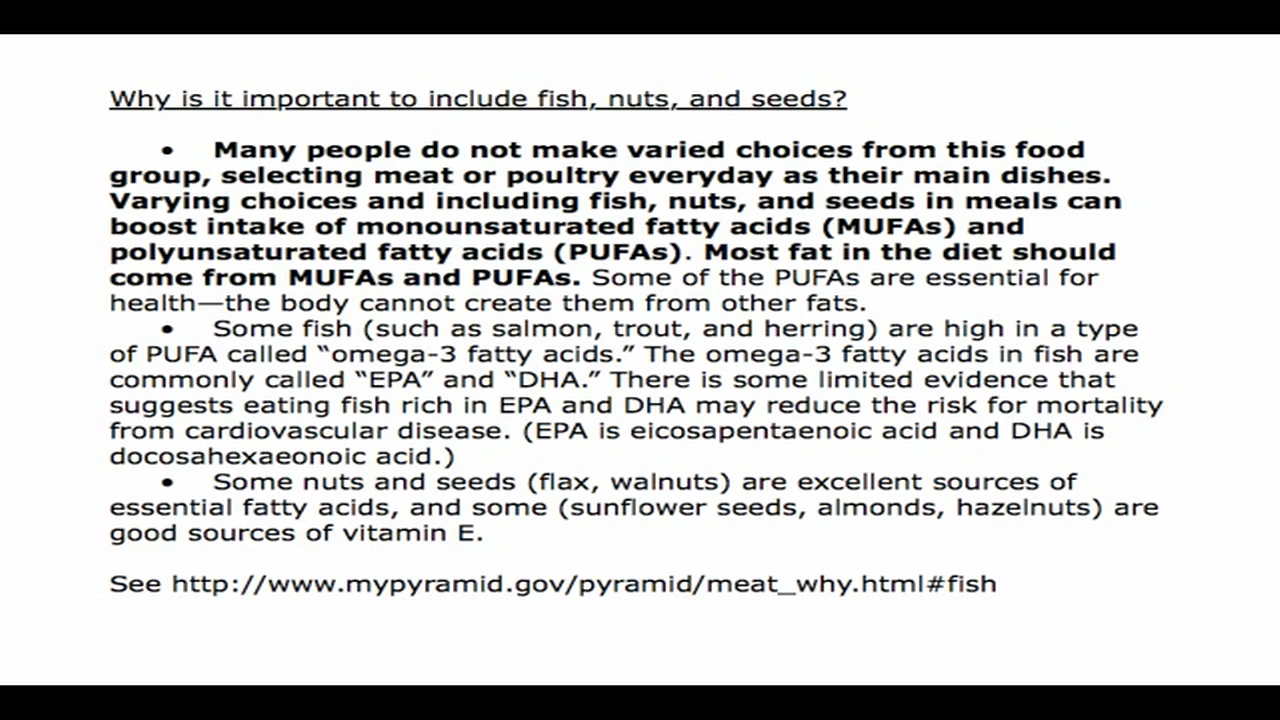 Why is it important to include fish, nuts, and seeds?
• Many people do not make varied choices from this food
group, selecting meat or poultry everyday as their main dishes.
Varying choices and including fish, nuts, and seeds in meals can
boost intake of monounsaturated fatty acids (MUFAs) and
polyunsaturated fatty acids (PUFAs). Most fat in the diet should
come from MUFAs and PUFAs. Some of the PUFAs are essential for
health—the body cannot create them from other fats.
• Some fish (such as salmon, trout, and herring) are high in a type
of PUFA called “omega-3 fatty acids.” The omega-3 fatty acids in fish are
commonly called “EPA” and “DHA.” There is some limited evidence that
suggests eating fish rich in EPA and DHA may reduce the risk for mortality
from cardiovascular disease. (EPA is eicosapentaenoic acid and DHA is
docosahexaeonoic acid.)
• Some nuts and seeds (flax, walnuts) are excellent sources of
essential fatty acids, and some (sunflower seeds, almonds, hazelnuts) are
good sources of vitamin E.
See http://www.mypyramid.gov/pyramid/meat_why.html#fish